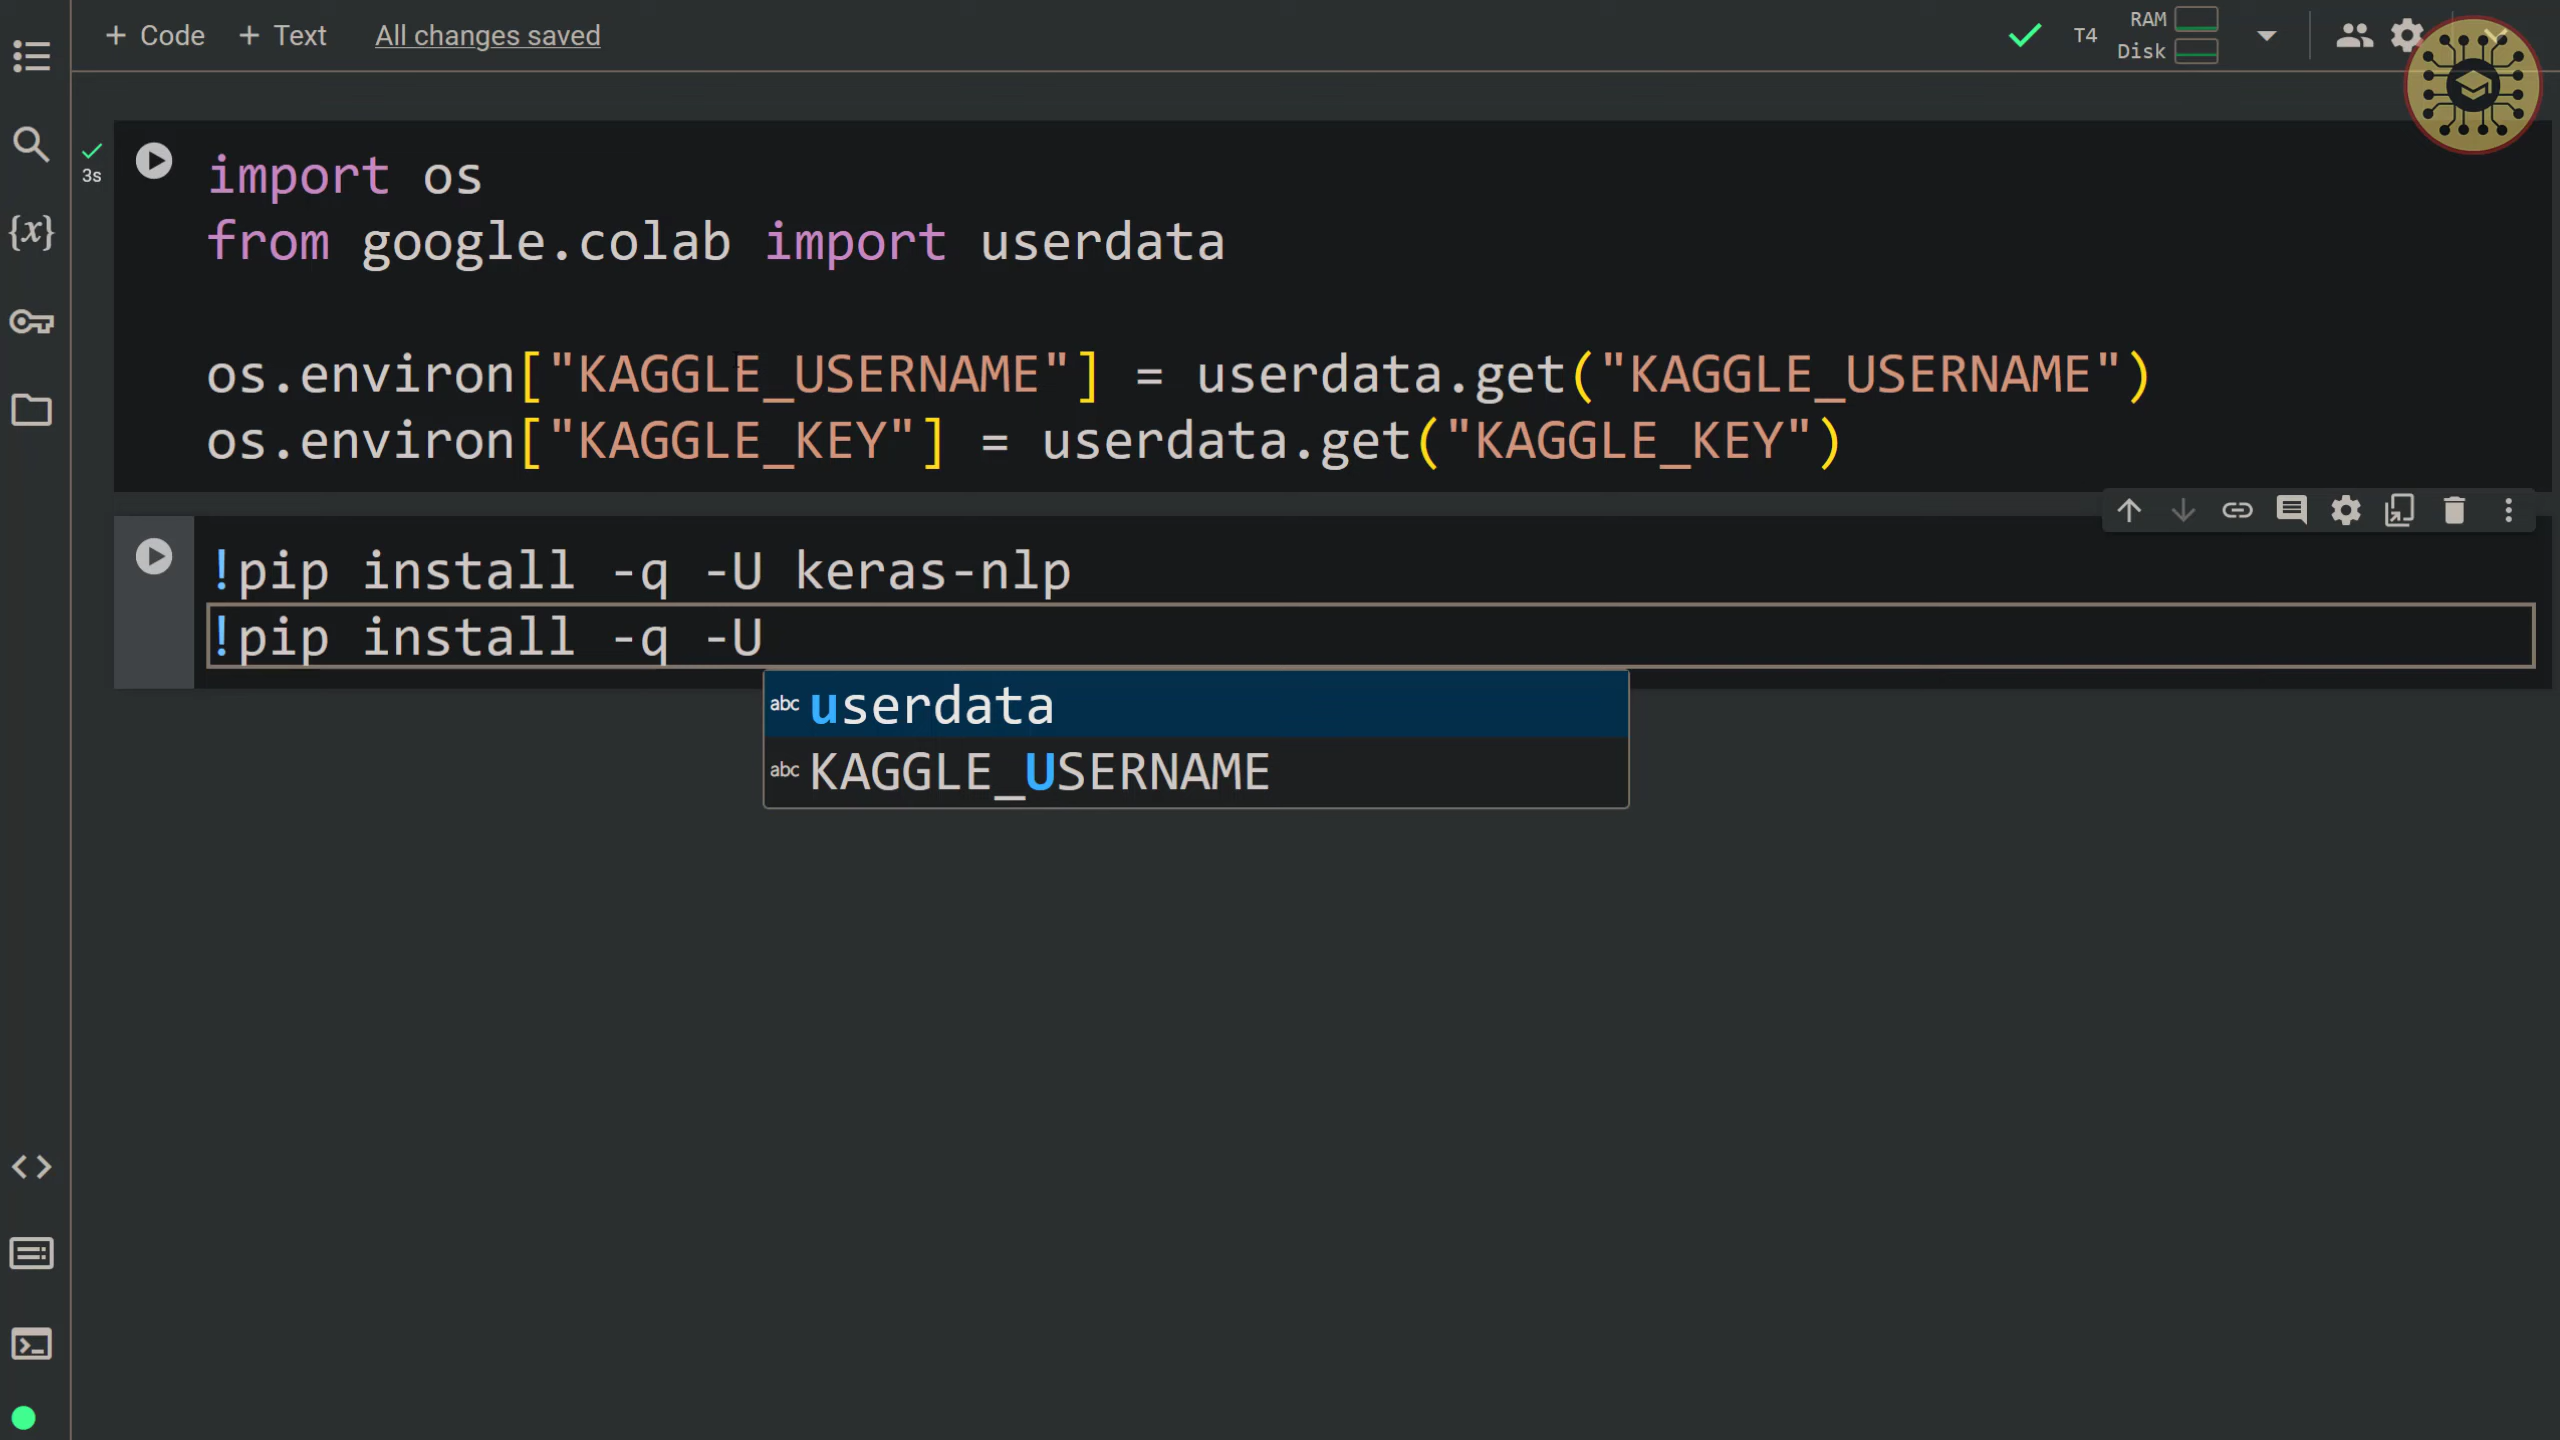 + Code + Text All changes saved
T4 RAM
Disk
3s
{x}
import os
from google.colab import userdata
os.environ["KAGGLE_USERNAME"] = userdata.get("KAGGLE_USERNAME")
os.environ["KAGGLE_KEY"] = userdata.get("KAGGLE_KEY")
!pip install -q -U keras-nlp
!pip install -q -U
abc userdata
abc KAGGLE_USERNAME